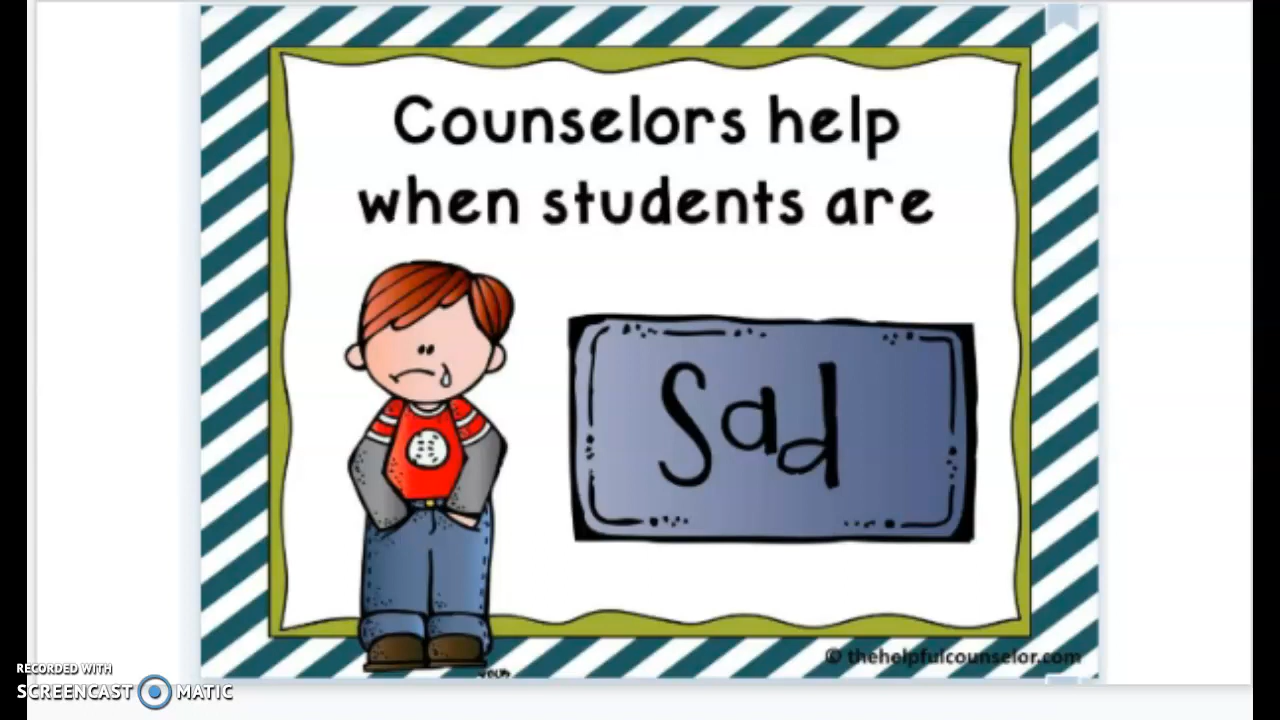 Counselors help
when students are
Sad
© thehelpfulcounselor.com
RECORDED WITH
SCREENCAST MATIC